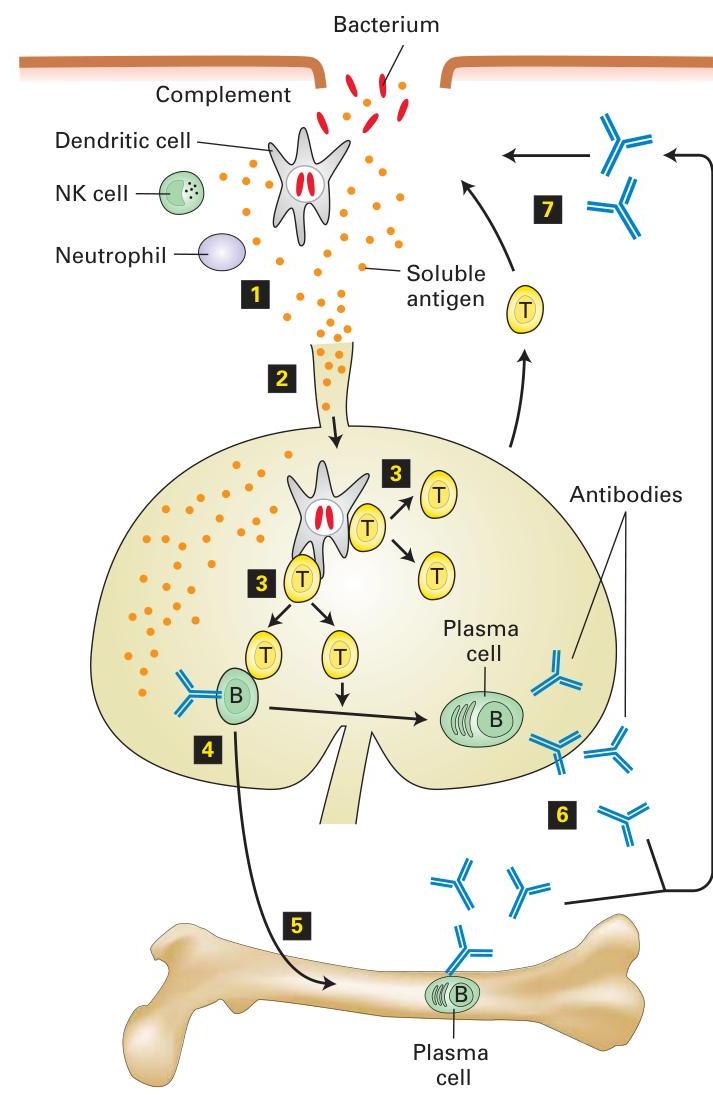 Bacterium
Complement
Dendritic cell
NK cell
7
Neutrophil
Soluble
antigen
1
T
2
3
T
Antibodies
T
3
T
T
Plasma
cell
T
T
B
B
4
6
5
B
Plasma
cell